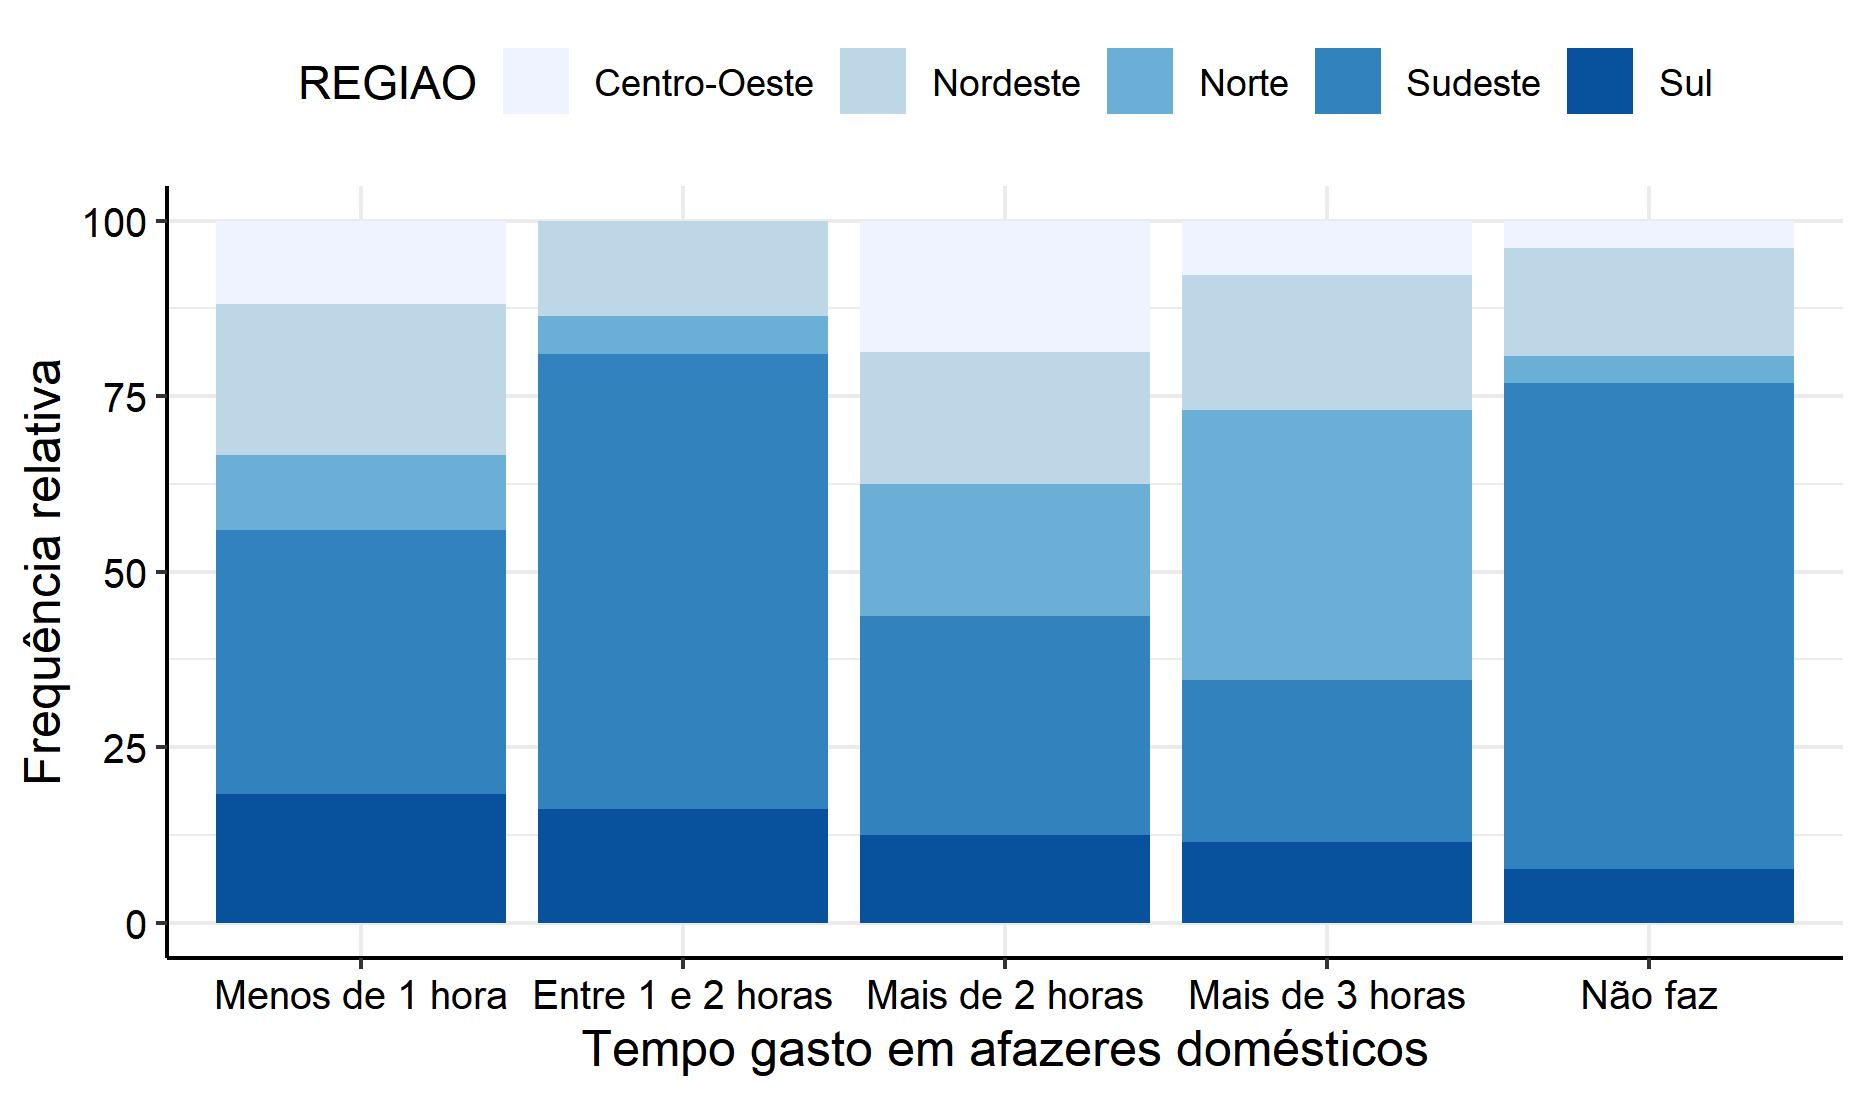 REGIAO Centro-Oeste Nordeste Norte Sudeste Sul
Frequência relativa
100
75
50
25
0
Menos de 1 hora Entre 1 e 2 horas Mais de 2 horas Mais de 3 horas Não faz
Tempo gasto em afazeres domésticos